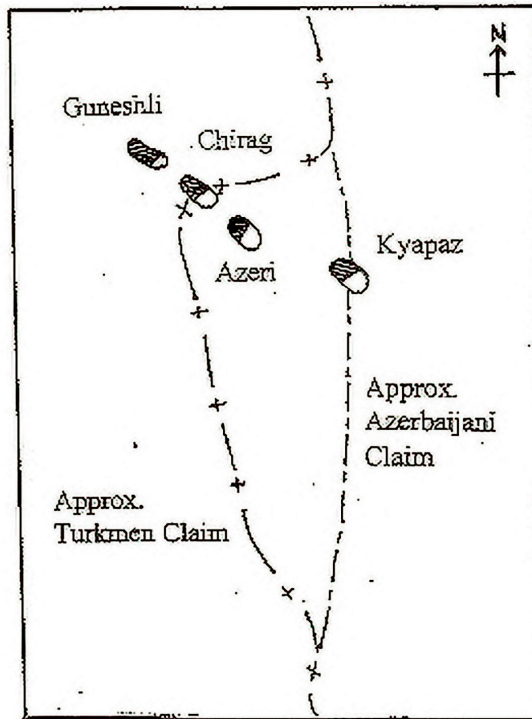 N
Guneshli
Chirag
Azeri
Kyapaz
Approx.
Azerbaijani
Claim
Approx.
Turkmen Claim